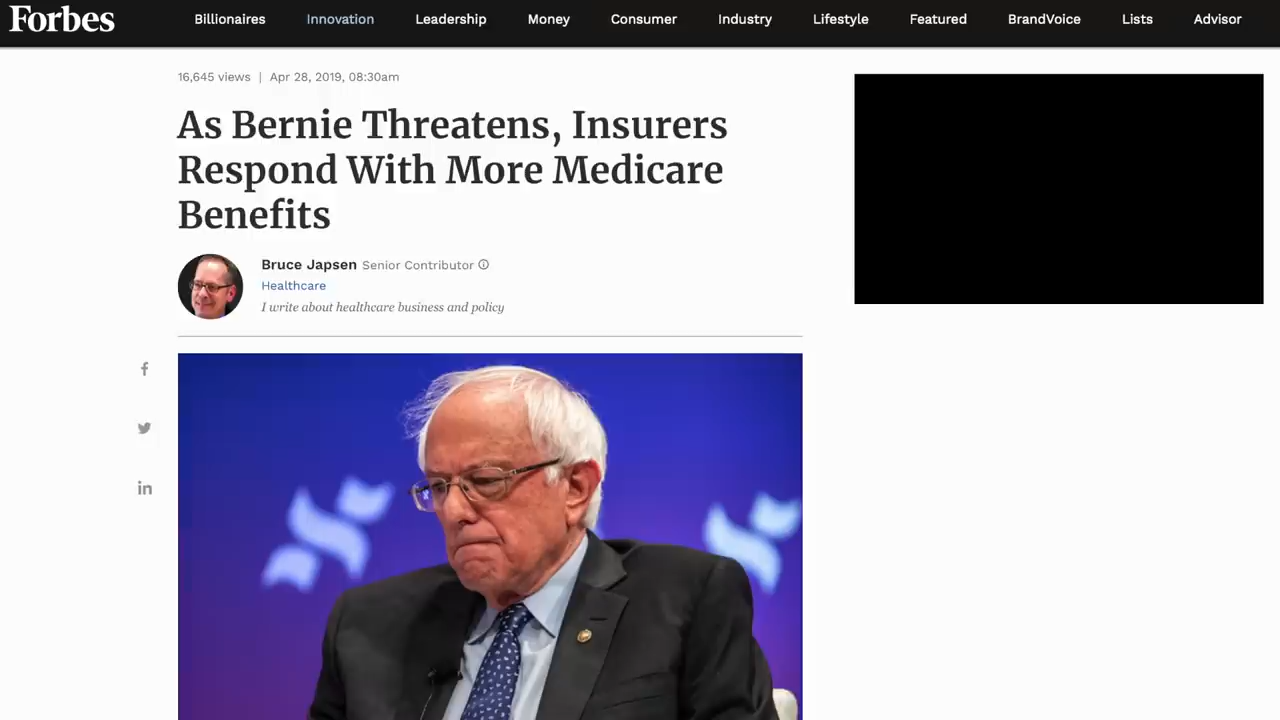 Forbes
Billionaires
Innovation
Leadership
Money
Consumer
Industry
Lifestyle
Featured
BrandVoice
Lists
Advisor
16,645 views | Apr 28, 2019, 08:30am
As Bernie Threatens, Insurers
Respond With More Medicare
Benefits
Bruce Japsen Senior Contributor
Healthcare
I write about healthcare business and policy